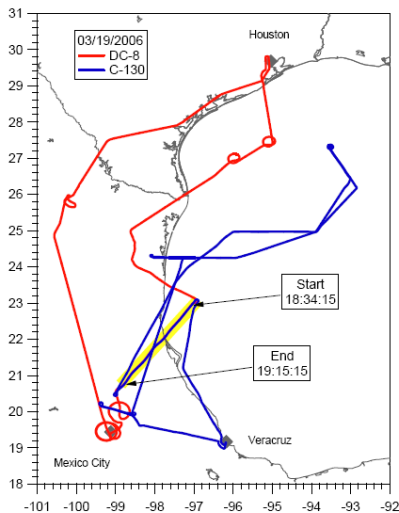 31
30
29
28
27
26
25
24
23
22
21
20
19
18
03/19/2006
DC-8
C-130
Houston
Start
18:34:15
End
19:15:15
Veracruz
Mexico City
-101 -100 -99 -98 -97 -96 -95 -94 -93 -92